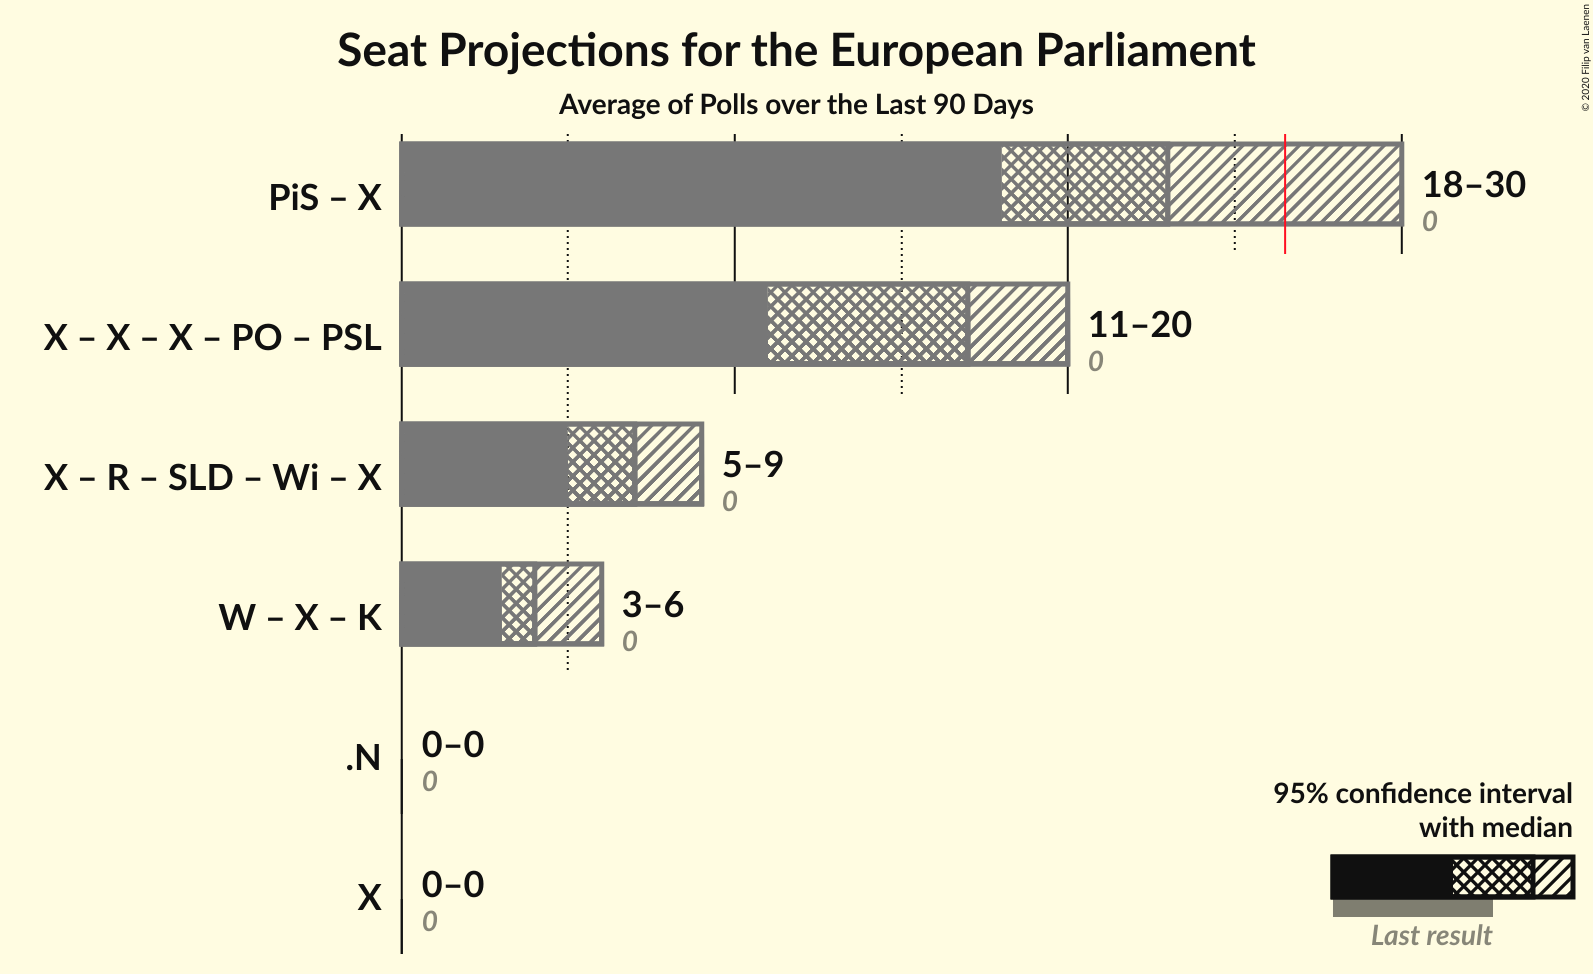 Seat Projections for the European Parliament
Average of Polls over the Last 90 Days
© 2020 Filip van Laenen
PiS – X
18–30
0
X – X – X – PO – PSL
11–20
0
X – R – SLD – Wi – X
5–9
0
W – X – K
3–6
0
.N
0–0
0
X
0–0
0
95% confidence interval
with median
Last result